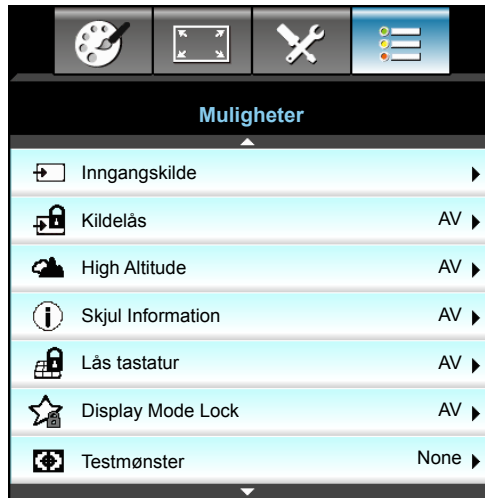 Muligheter
Inngangskilde
Kildelås AV
High Altitude AV
Skjul Information AV
Lås tastatur AV
Display Mode Lock AV
Testmønster None